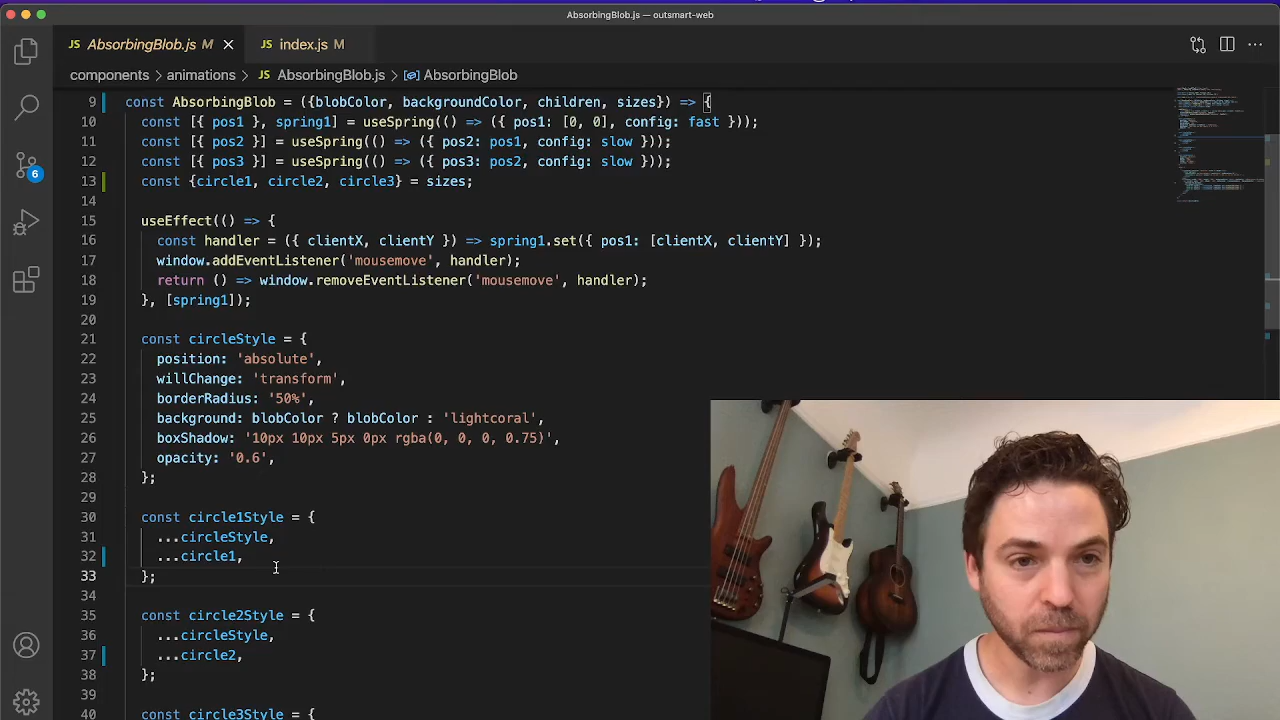 AbsorbingBlob.js — outsmart-web
JS AbsorbingBlob.js M
JS index.js M
components > animations > JS AbsorbingBlob.js > AbsorbingBlob
9 const AbsorbingBlob = ({blobColor, backgroundColor, children, sizes}) => {
10 const [{ pos1 }, spring1] = useSpring(() => ({ pos1: [0, 0], config: fast }));
11 const [{ pos2 }] = useSpring(() => ({ pos2: pos1, config: slow }));
12 const [{ pos3 }] = useSpring(() => ({ pos3: pos2, config: slow }));
13 const {circle1, circle2, circle3} = sizes;
14
15 useEffect(() => {
16 const handler = ({ clientX, clientY }) => spring1.set({ pos1: [clientX, clientY] });
17 window.addEventListener('mousemove', handler);
18 return () => window.removeEventListener('mousemove', handler);
19 }, [spring1]);
20
21 const circleStyle = {
22 position: 'absolute',
23 willChange: 'transform',
24 borderRadius: '50%',
25 background: blobColor ? blobColor : 'lightcoral',
26 boxShadow: '10px 10px 5px 0px rgba(0, 0, 0, 0.75)',
27 opacity: '0.6',
28 };
29
30 const circle1Style = {
31 ...circleStyle,
32 ...circle1,
33 };
34
35 const circle2Style = {
36 ...circleStyle,
37 ...circle2,
38 };
39
40 const circle3Style = {
6